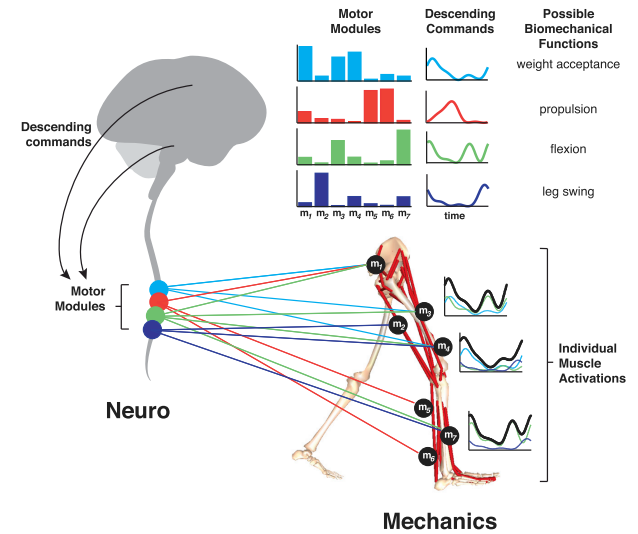 Motor
Modules
Descending
Commands
Possible
Biomechanical
Functions
weight acceptance
propulsion
flexion
leg swing
m1 m2 m3 m4 m5 m6 m7
time
Descending
commands
Motor
Modules
m1
m3
m2
m4
m5
m7
m6
Individual
Muscle
Activations
Neuro
Mechanics